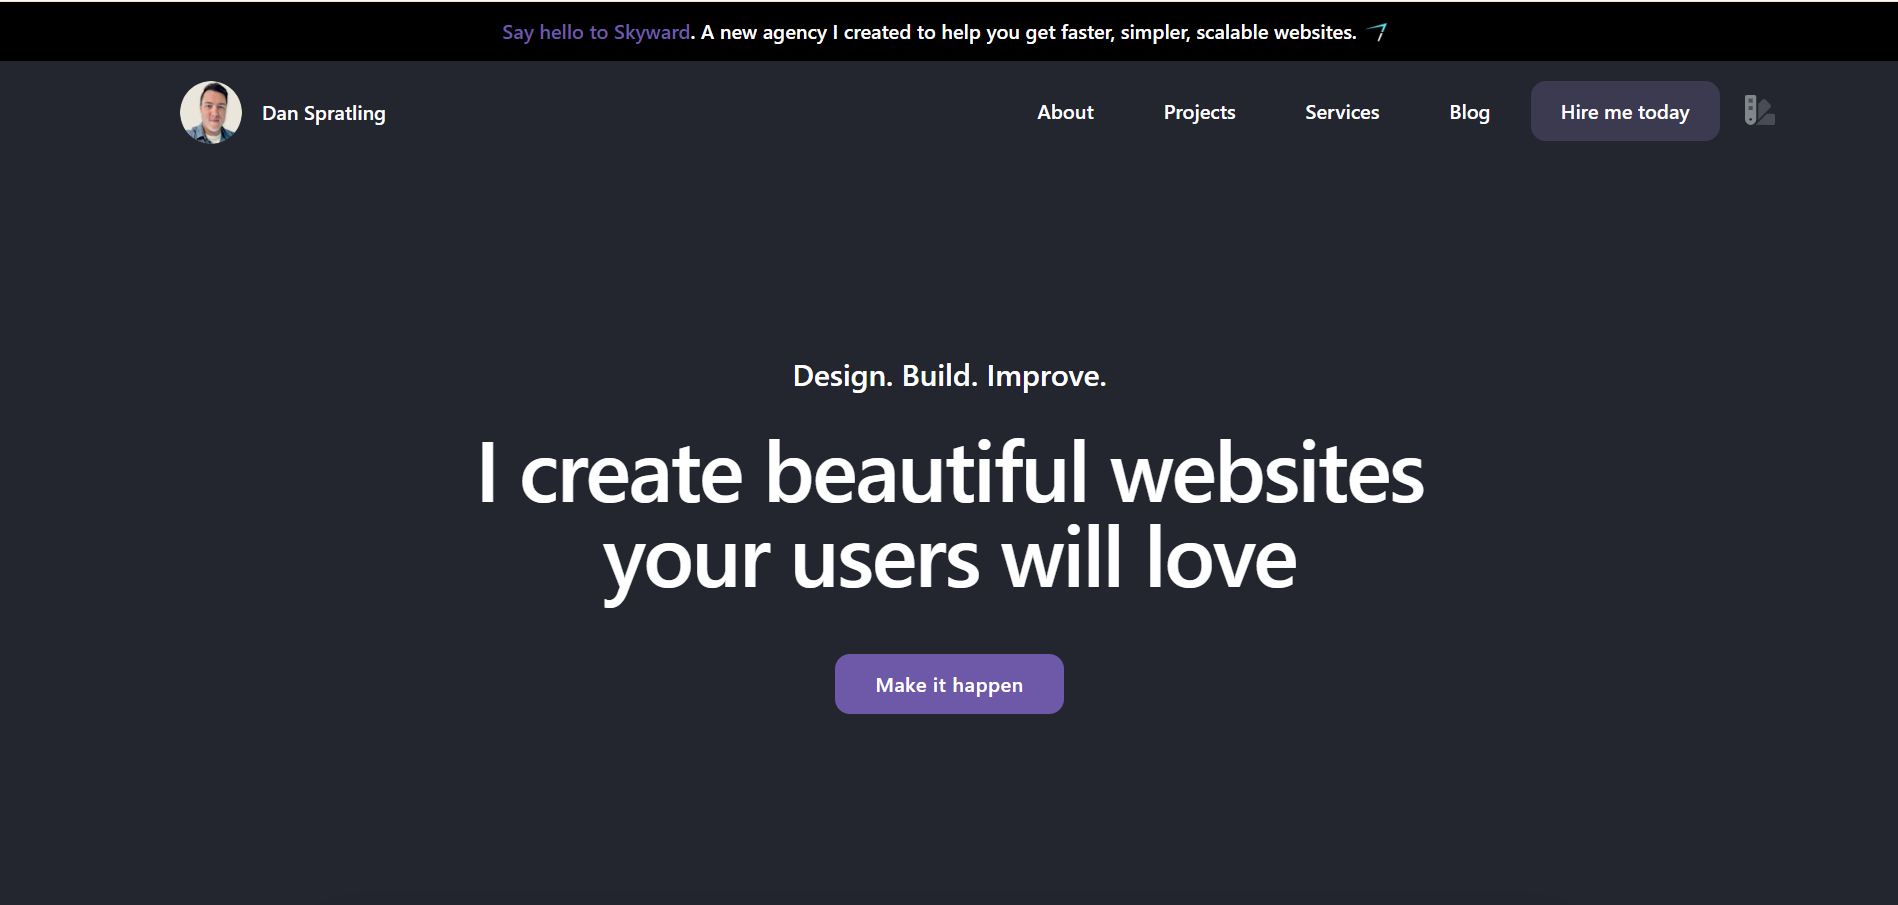 Say hello to Skyward. A new agency I created to help you get faster, simpler, scalable websites.
Dan Spratling
About
Projects
Services
Blog
Hire me today
Design. Build. Improve.
I create beautiful websites
your users will love
Make it happen